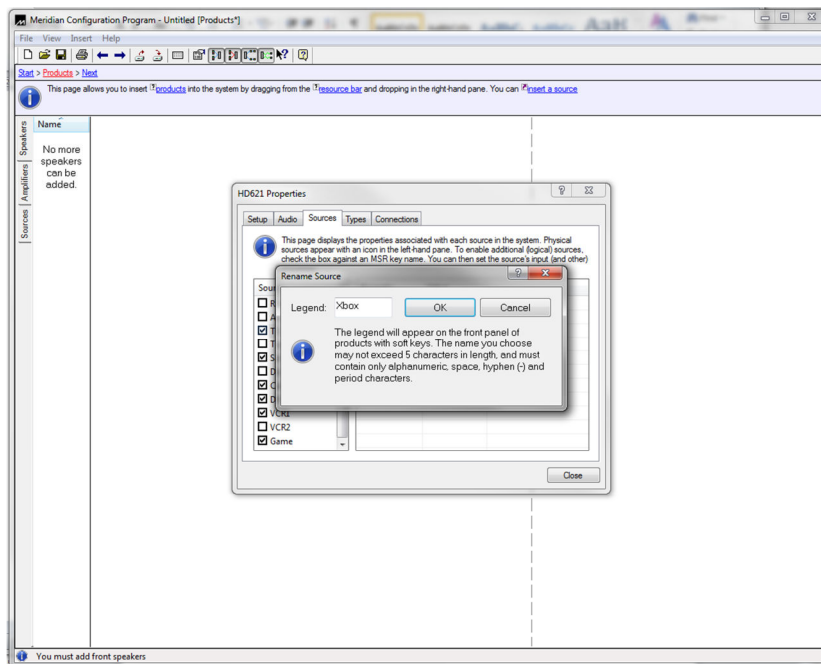 Meridian Configuration Program - Untitled [Products*]
File View Insert Help
Start > Products > Next
This page allows you to insert products into the system by dragging from the resource bar and dropping in the right-hand pane. You can insert a source
Speakers
Amplifiers
Sources
Name
No more
speakers
can be
added.
HD621 Properties
Setup Audio Sources Types Connections
This page displays the properties associated with each source in the system. Physical
sources appear with an icon in the left-hand pane. To enable additional (logical) sources,
check the box against an MSR key name. You can then set the source's input (and other)
Rename Source
Legend: Xbox OK Cancel
The legend will appear on the front panel of
products with soft keys. The name you choose
may not exceed 5 characters in length, and must
contain only alphanumeric, space, hyphen (-) and
period characters.
VCR1
VCR2
Game
Close
You must add front speakers